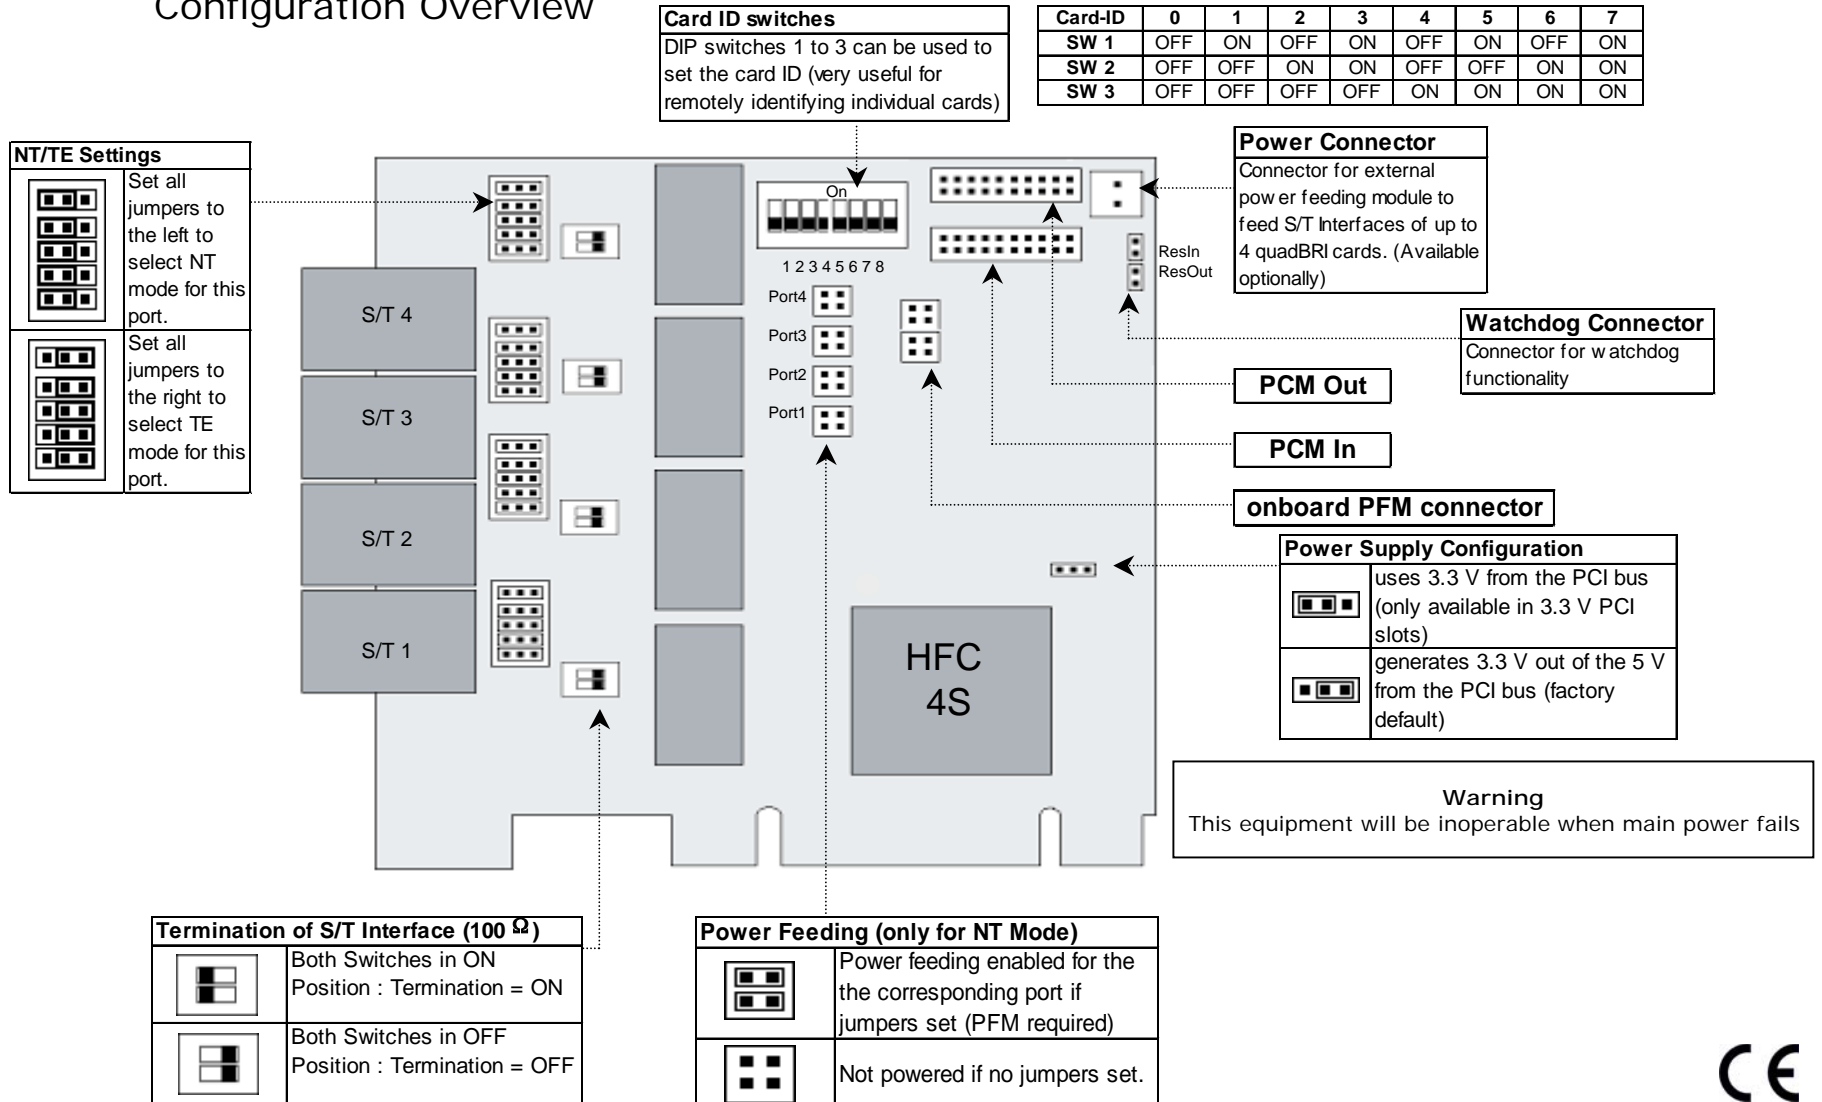 Configuration Overview
Card ID switches
DIP switches 1 to 3 can be used to
set the card ID (very useful for
remotely identifying individual cards)
Card-ID 0 1 2 3 4 5 6 7
SW 1 OFF ON OFF ON OFF ON OFF ON
SW 2 OFF OFF ON ON OFF OFF ON ON
SW 3 OFF OFF OFF OFF ON ON ON ON
NT/TE Settings
Set all
jumpers to
the left to
select NT
mode for this
port.
Set all
jumpers to
the right to
select TE
mode for this
port.
On
1 2 3 4 5 6 7 8
Port4
Port3
Port2
Port1
S/T 4
S/T 3
S/T 2
S/T 1
HFC
4S
ResIn
ResOut
Power Connector
Connector for external
power feeding module to
feed S/T Interfaces of up to
4 quadBRI cards. (Available
optionally)
Watchdog Connector
Connector for watchdog
functionality
PCM Out
PCM In
onboard PFM connector
Power Supply Configuration
uses 3.3 V from the PCI bus
(only available in 3.3 V PCI
slots)
generates 3.3 V out of the 5 V
from the PCI bus (factory
default)
Warning
This equipment will be inoperable when main power fails
Termination of S/T Interface (100 Ω)
Both Switches in ON
Position : Termination = ON
Both Switches in OFF
Position : Termination = OFF
Power Feeding (only for NT Mode)
Power feeding enabled for the
the corresponding port if
jumpers set (PFM required)
Not powered if no jumpers set.
CE